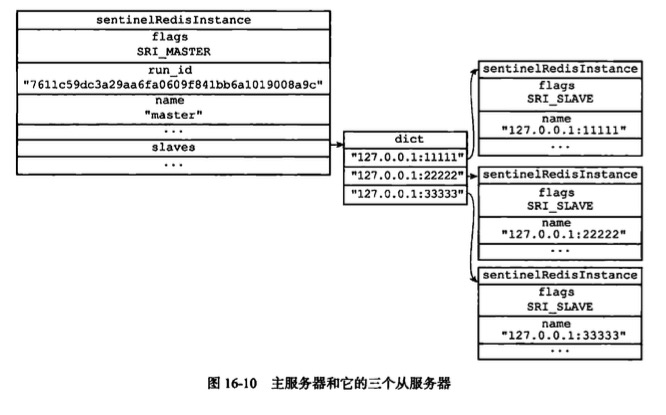 sentinelRedisInstance
flags
SRI_MASTER
run_id
"7611c59dc3a29aa6fa0609f841bb6a1019008a9c"
name
"master"
...
slaves
...
dict
"127.0.0.1:11111"
"127.0.0.1:22222"
"127.0.0.1:33333"
sentinelRedisInstance
flags
SRI_SLAVE
name
"127.0.0.1:11111"
...
sentinelRedisInstance
flags
SRI_SLAVE
name
"127.0.0.1:22222"
...
sentinelRedisInstance
flags
SRI_SLAVE
name
"127.0.0.1:33333"
...
图 16-10 主服务器和它的三个从服务器